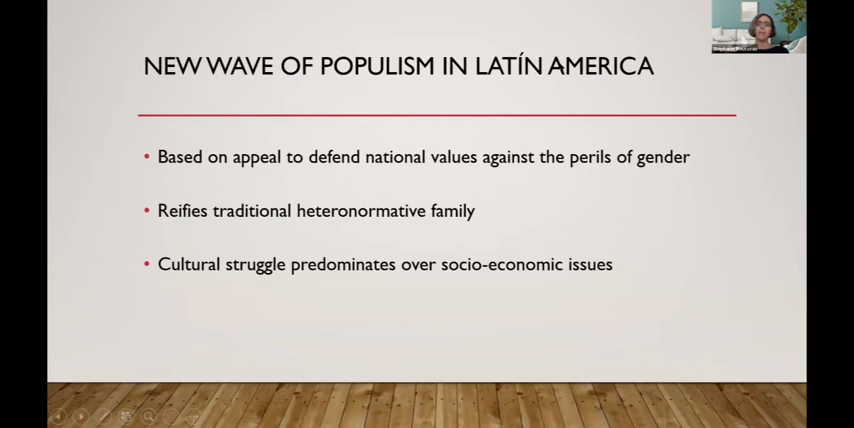 NEW WAVE OF POPULISM IN LATÍN AMERICA
• Based on appeal to defend national values against the perils of gender
• Reifies traditional heteronormative family
• Cultural struggle predominates over socio-economic issues